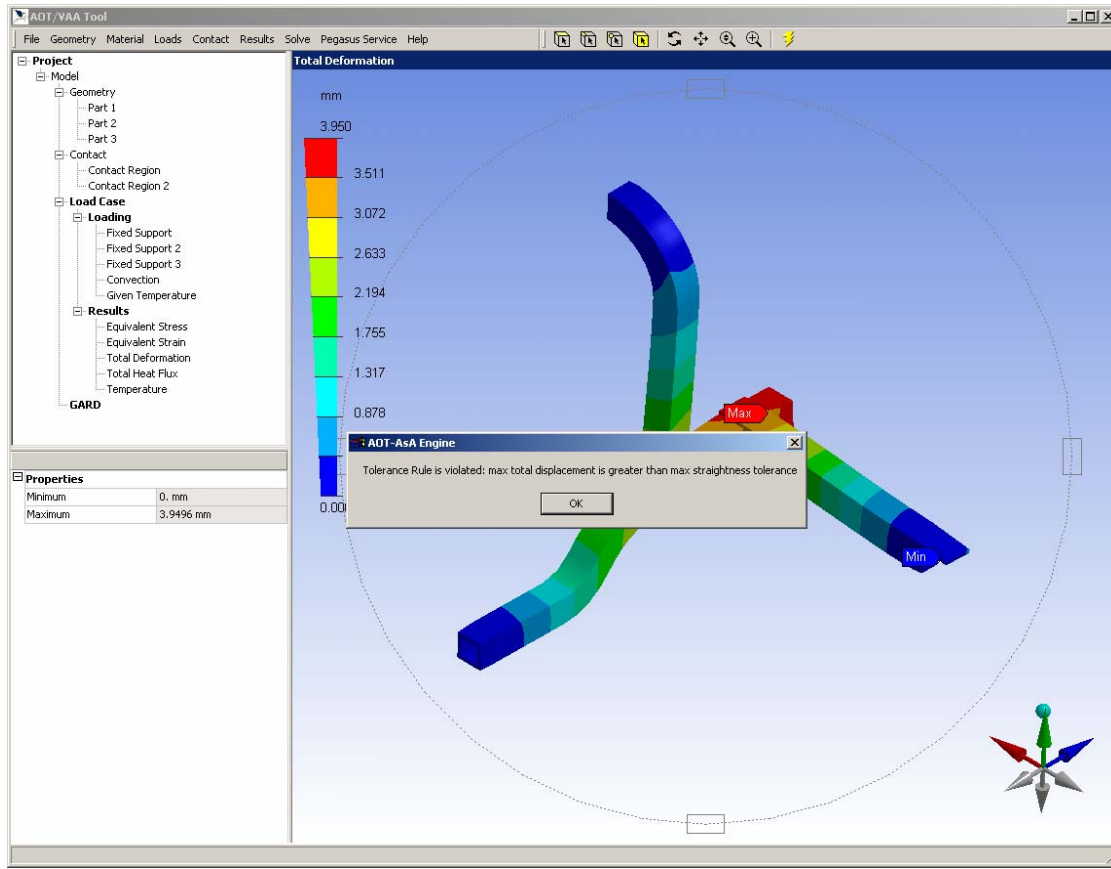 AOT/VAA Tool
File Geometry Material Loads Contact Results Solve Pegasus Service Help
Project
Model
Geometry
Part 1
Part 2
Part 3
Contact
Contact Region
Contact Region 2
Load Case
Loading
Fixed Support
Fixed Support 2
Fixed Support 3
Convection
Given Temperature
Results
Equivalent Stress
Equivalent Strain
Total Deformation
Total Heat Flux
Temperature
GARD
Properties
Minimum 0. mm
Maximum 3.9496 mm
Total Deformation
mm
3.950
3.511
3.072
2.633
2.194
1.755
1.317
0.878
Max
AOT-AsA Engine
Tolerance Rule is violated: max total displacement is greater than max straightness tolerance
OK
Min